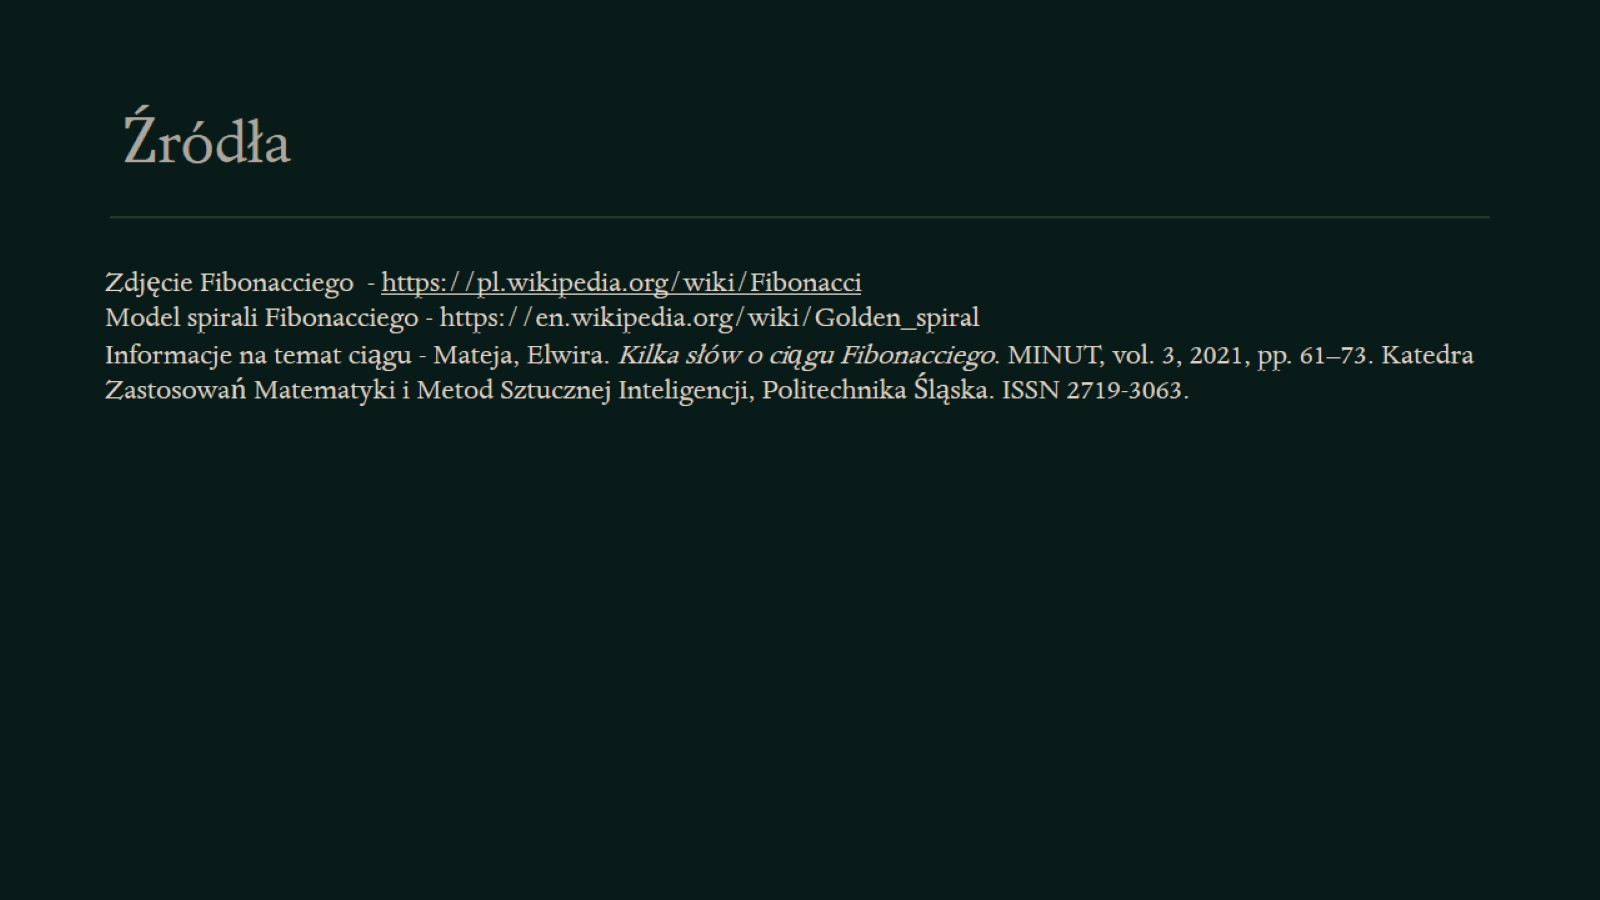 Źródła
Zdjęcie Fibonacciego - https://pl.wikipedia.org/wiki/Fibonacci
Model spirali Fibonacciego - https://en.wikipedia.org/wiki/Golden_spiral
Informacje na temat ciągu - Mateja, Elwira. Kilka słów o ciągu Fibonacciego. MINUT, vol. 3, 2021, pp. 61–73. Katedra
Zastosowań Matematyki i Metod Sztucznej Inteligencji, Politechnika Śląska. ISSN 2719-3063.